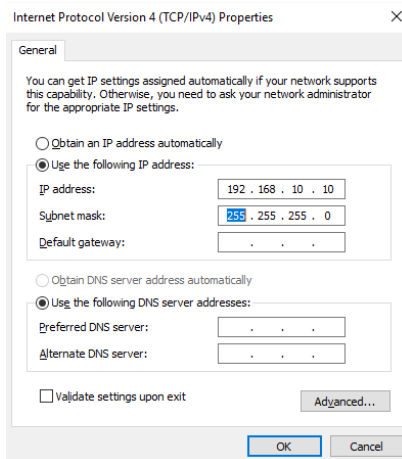 Internet Protocol Version 4 (TCP/IPv4) Properties
General
You can get IP settings assigned automatically if your network supports
this capability. Otherwise, you need to ask your network administrator
for the appropriate IP settings.
Obtain an IP address automatically
Use the following IP address:
IP address: 192 . 168 . 10 . 10
Subnet mask: 255 . 255 . 255 . 0
Default gateway: . . .
Obtain DNS server address automatically
Use the following DNS server addresses:
Preferred DNS server: . . .
Alternate DNS server: . . .
Validate settings upon exit
Advanced...
OK Cancel